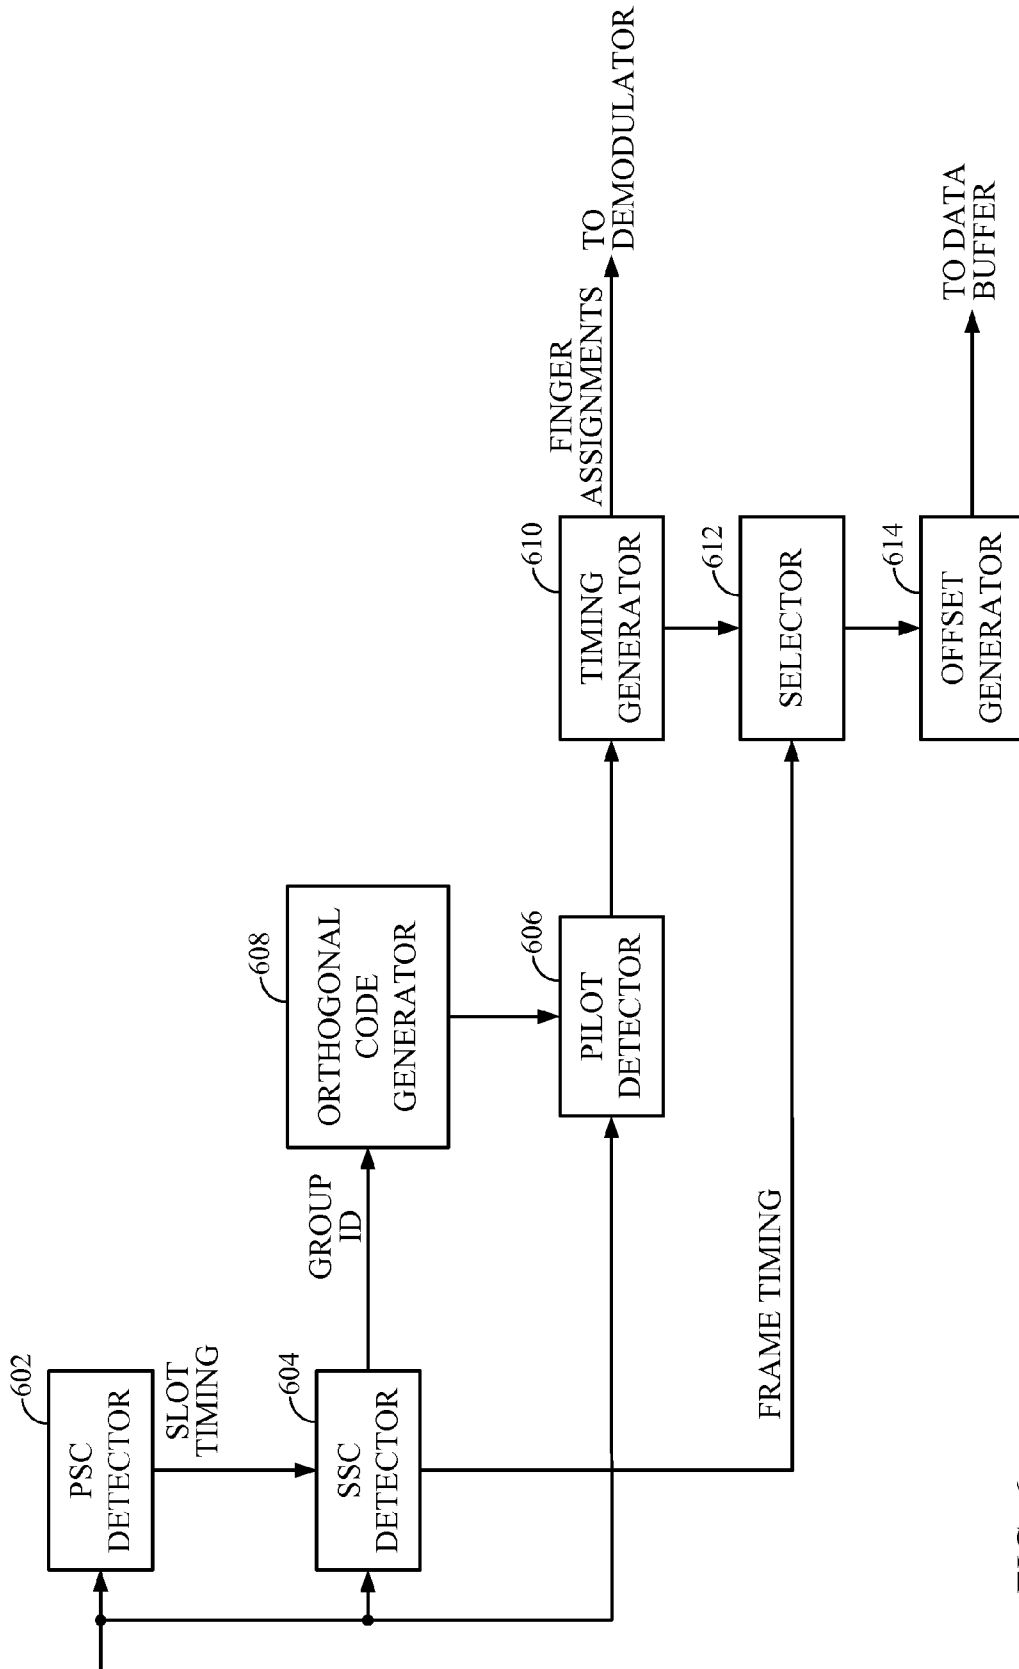 602
PSC
DETECTOR
SLOT
TIMING
604
SSC
DETECTOR
GROUP
ID
608
ORTHOGONAL
CODE
GENERATOR
606
PILOT
DETECTOR
FRAME TIMING
610
TIMING
GENERATOR
FINGER
ASSIGNMENTS
TO
DEMODULATOR
612
SELECTOR
614
OFFSET
GENERATOR
TO DATA
BUFFER